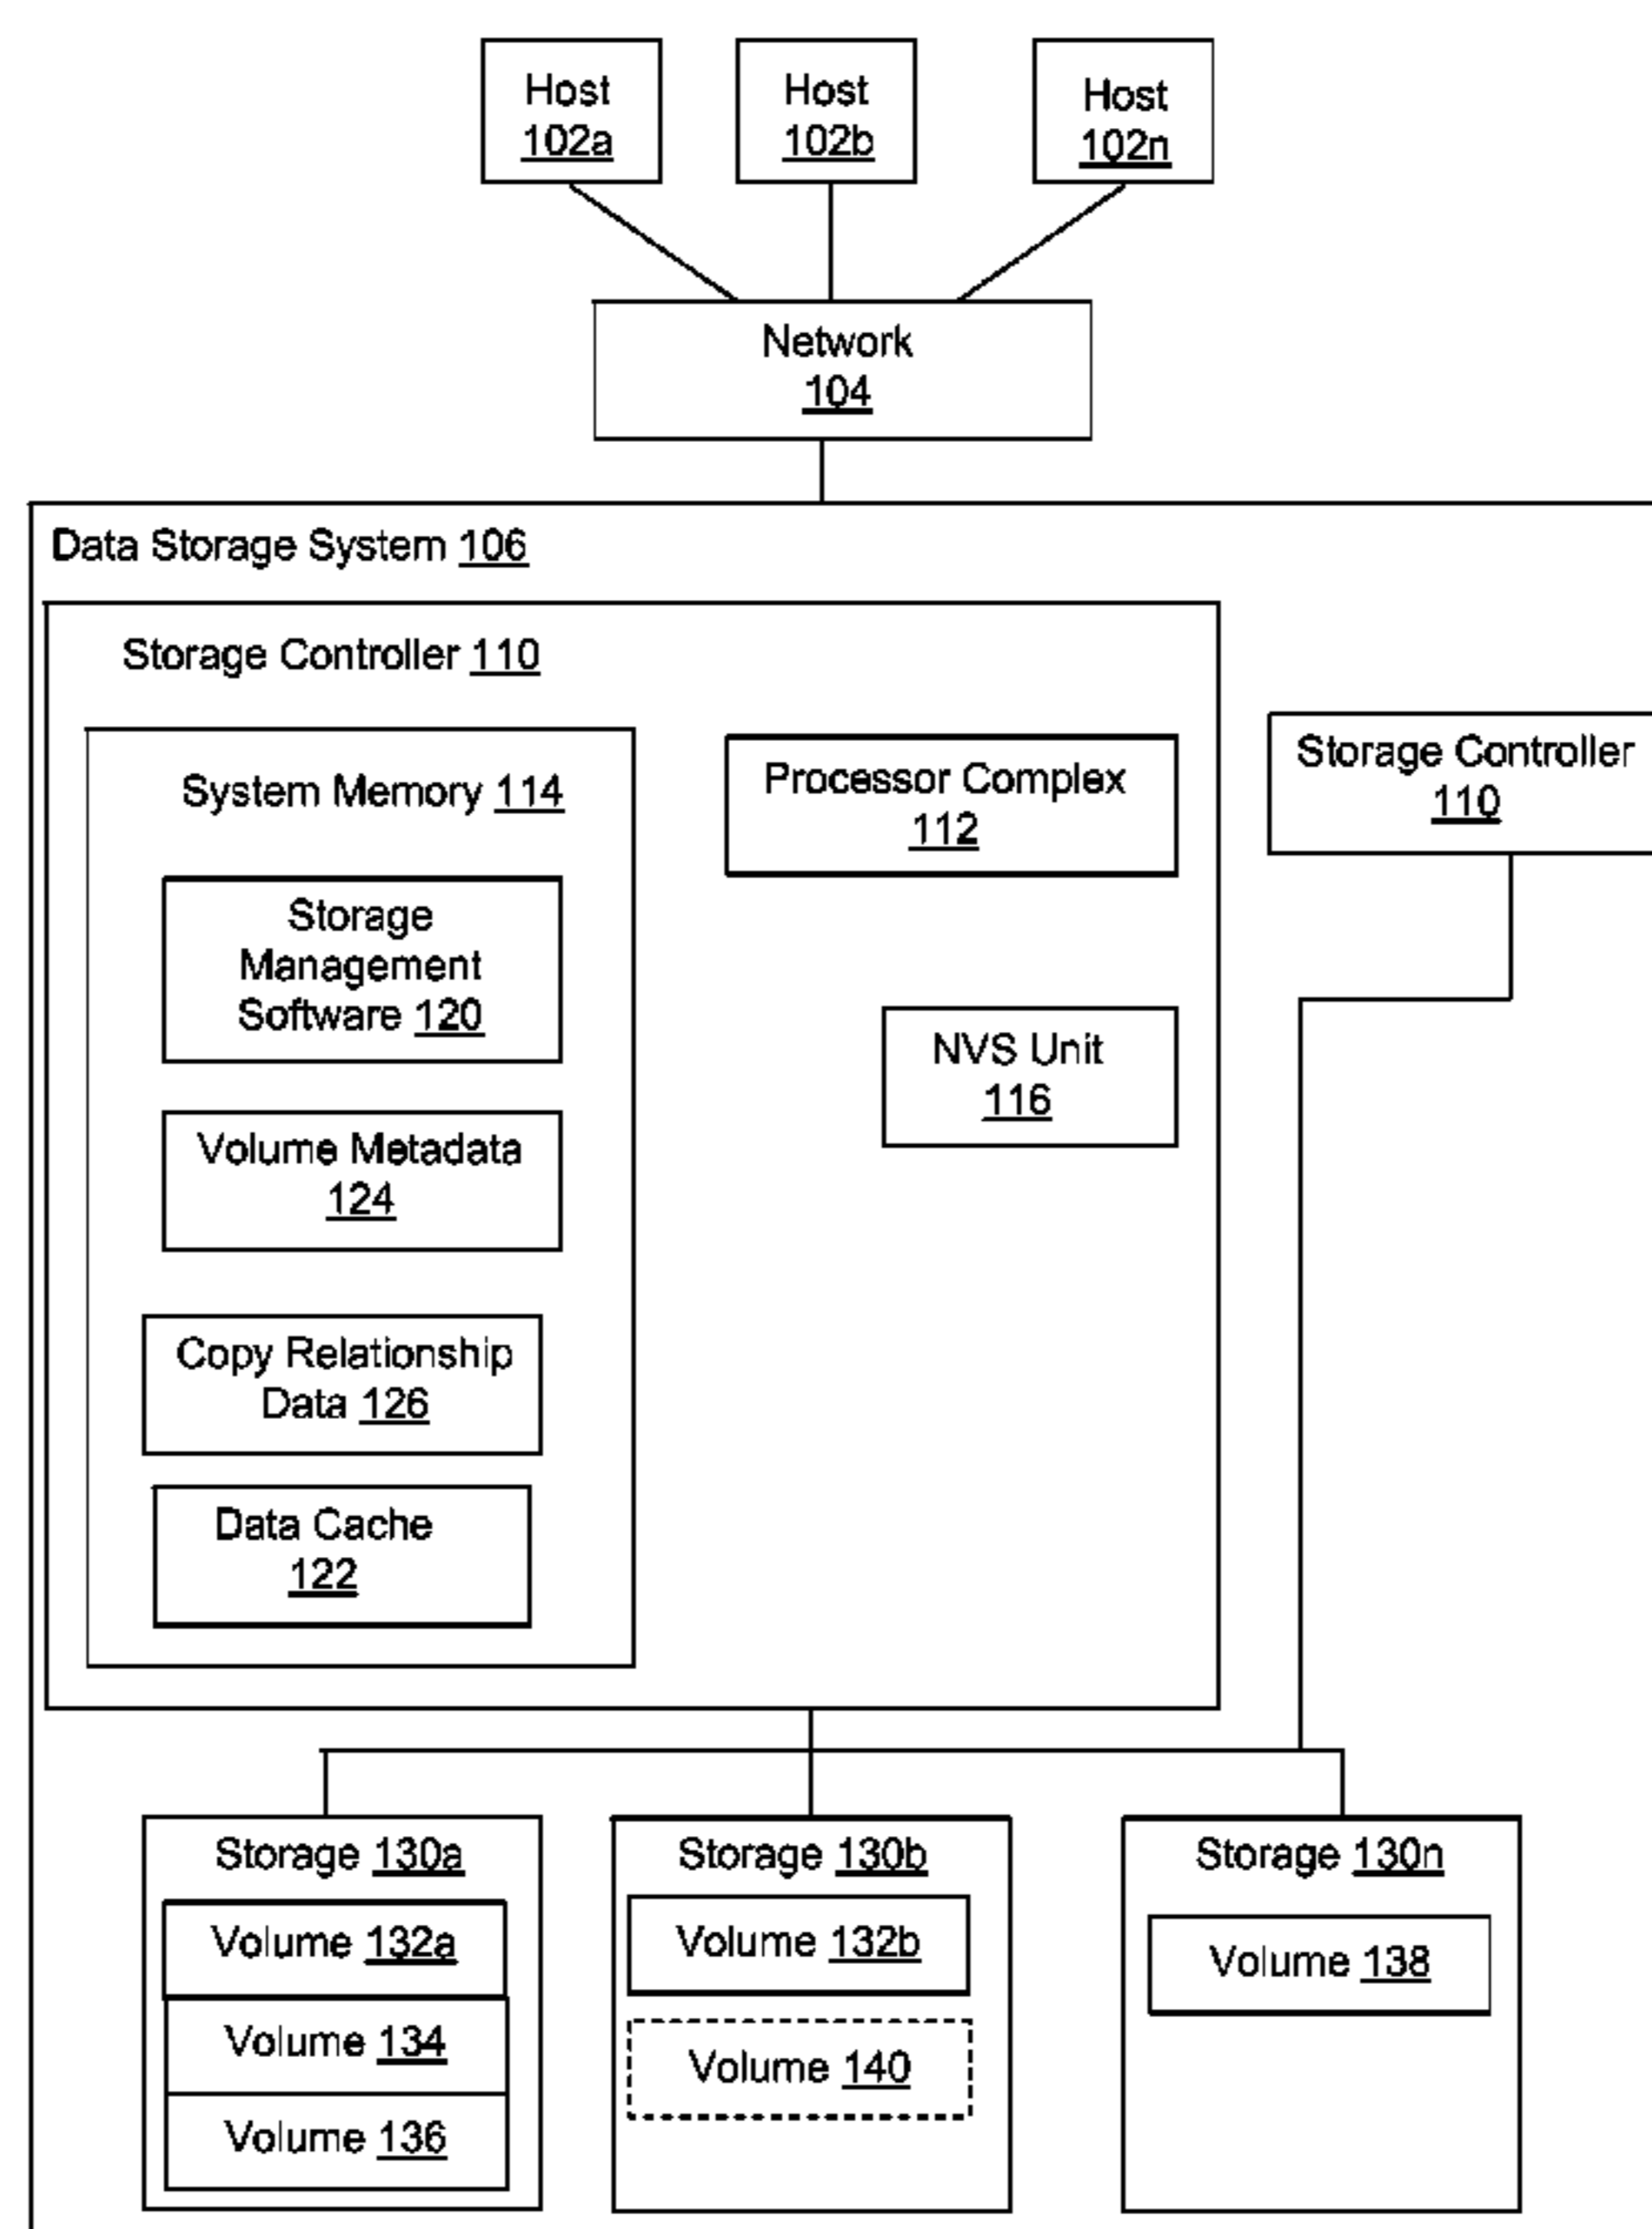 Host
102a
Host
102b
Host
102n
Network
104
Data Storage System 106
Storage Controller 110
System Memory 114
Storage
Management
Software 120
Volume Metadata
124
Copy Relationship
Data 126
Data Cache
122
Processor Complex
112
NVS Unit
116
Storage Controller
110
Storage 130a
Volume 132a
Volume 134
Volume 136
Storage 130b
Volume 132b
Volume 140
Storage 130n
Volume 138